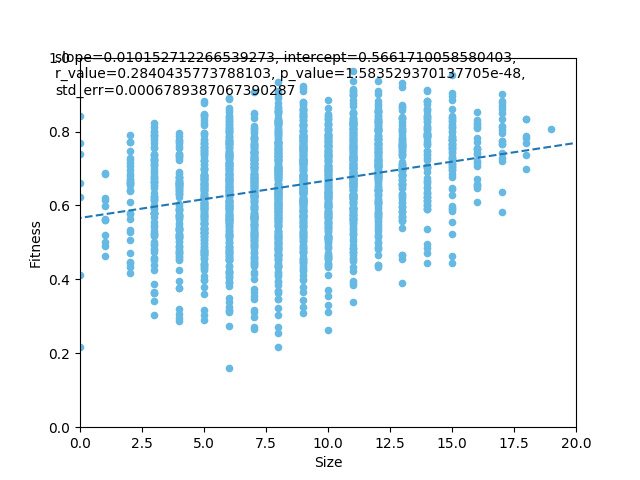 slope=0.010152712266539273, intercept=0.5661710058580403,
r_value=0.2840435773788103, p_value=1.583529370137705e-48,
std_err=0.0006789387067390287
1.0
0.8
0.6
0.4
0.2
0.0
Fitness
0.0 2.5 5.0 7.5 10.0 12.5 15.0 17.5 20.0
Size